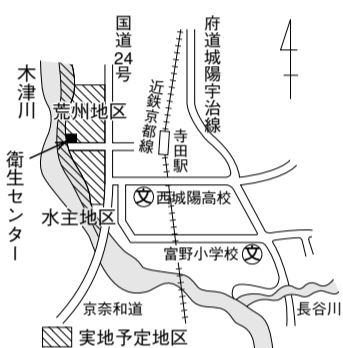 国道24号
府道城陽宇治線
木津川
荒州地区
近鉄京都線
寺田駅
衛生センター
文西城陽高校
水主地区
富野小学校文
京奈和道
長谷川
実地予定地区